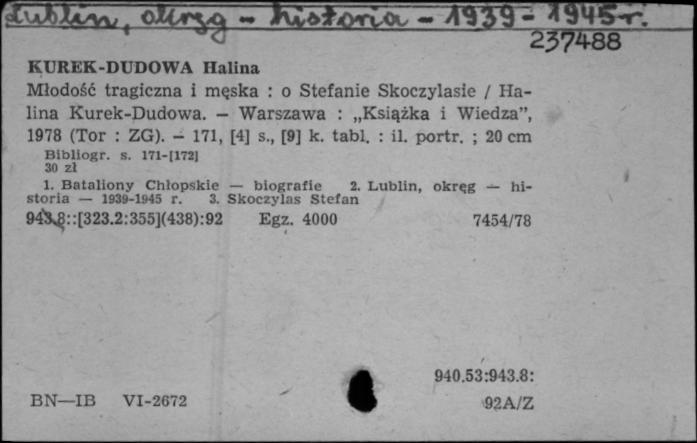 Lublin, okręg - historia - 1939-1945 r.
237488
KUREK-DUDOWA Halina
Młodość tragiczna i męska : o Stefanie Skoczylasie / Ha-
lina Kurek-Dudowa. — Warszawa : „Książka i Wiedza”,
1978 (Tor : ZG). — 171, [4] s., [9] k. tabl. : il. portr. ; 20 cm
Bibliogr. s. 171-[172]
30 zł
1. Bataliony Chłopskie — biografie 2. Lublin, okręg — hi-
storia — 1939-1945 r. 3. Skoczylas Stefan
943.8::[323.2:355](438):92 Egz. 4000 7454/78
940.53:943.8:
BN—IB VI-2672 92A/Z